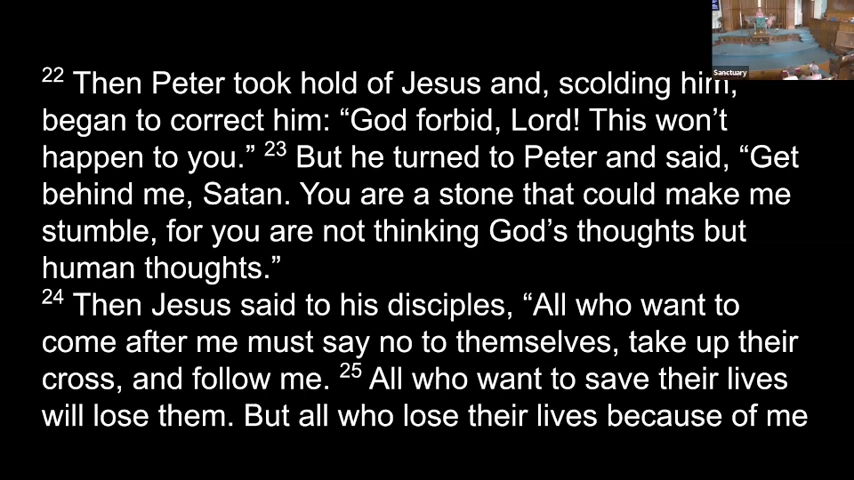 22 Then Peter took hold of Jesus and, scolding him,
began to correct him: “God forbid, Lord! This won’t
happen to you.” 23 But he turned to Peter and said, “Get
behind me, Satan. You are a stone that could make me
stumble, for you are not thinking God’s thoughts but
human thoughts.”
24 Then Jesus said to his disciples, “All who want to
come after me must say no to themselves, take up their
cross, and follow me. 25 All who want to save their lives
will lose them. But all who lose their lives because of me
Sanctuary